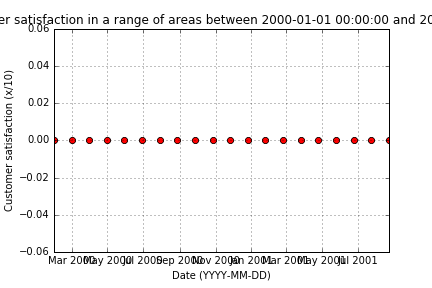 er satisfaction in a range of areas between 2000-01-01 00:00:00 and 20
0.06
0.04
0.02
0.00
−0.02
−0.04
−0.06
Customer satisfaction (x/10)
Mar 2000 May 2000 Jul 2000 Sep 2000 Nov 2000 Jan 2001 Mar 2001 May 2001 Jul 2001
Date (YYYY-MM-DD)